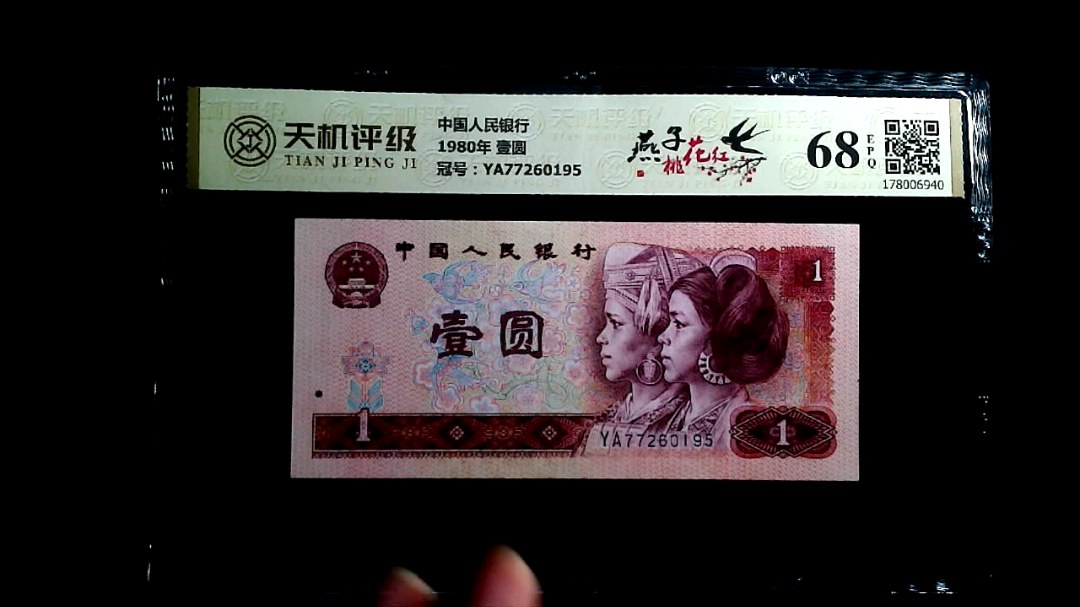 天机评级
TIAN JI PING JI
中国人民银行
1980年 壹圆
冠号：YA77260195
燕子
桃花红
68
EPQ
178006940
中国人民银行
1
壹圆
1
YA77260195
1